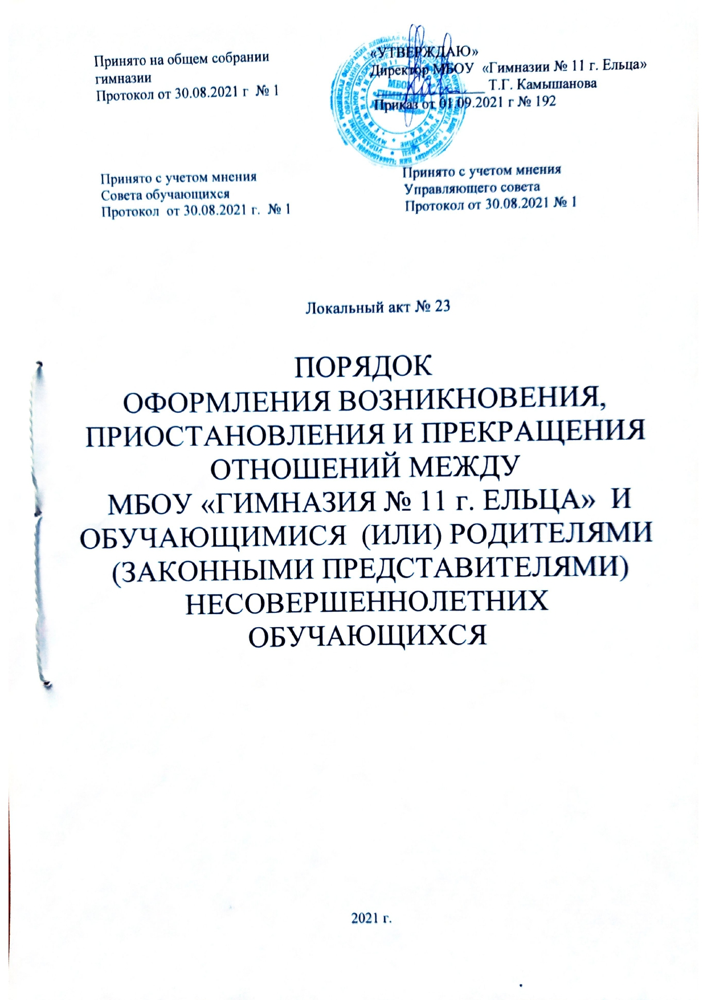 Принято на общем собрании
гимназии
Протокол от 30.08.2021 г № 1
«УТВЕРЖДАЮ»
Директор МБОУ «Гимназии № 11 г. Ельца»
Т.Г. Камышанова
Приказ от 01.09.2021 г № 192
Принято с учетом мнения
Совета обучающихся
Протокол от 30.08.2021 г. № 1
Принято с учетом мнения
Управляющего совета
Протокол от 30.08.2021 № 1
Локальный акт № 23
ПОРЯДОК
ОФОРМЛЕНИЯ ВОЗНИКНОВЕНИЯ,
ПРИОСТАНОВЛЕНИЯ И ПРЕКРАЩЕНИЯ
ОТНОШЕНИЙ МЕЖДУ
МБОУ «ГИМНАЗИЯ № 11 г. ЕЛЬЦА» И
ОБУЧАЮЩИМИСЯ (ИЛИ) РОДИТЕЛЯМИ
(ЗАКОННЫМИ ПРЕДСТАВИТЕЛЯМИ)
НЕСОВЕРШЕННОЛЕТНИХ
ОБУЧАЮЩИХСЯ
2021 г.